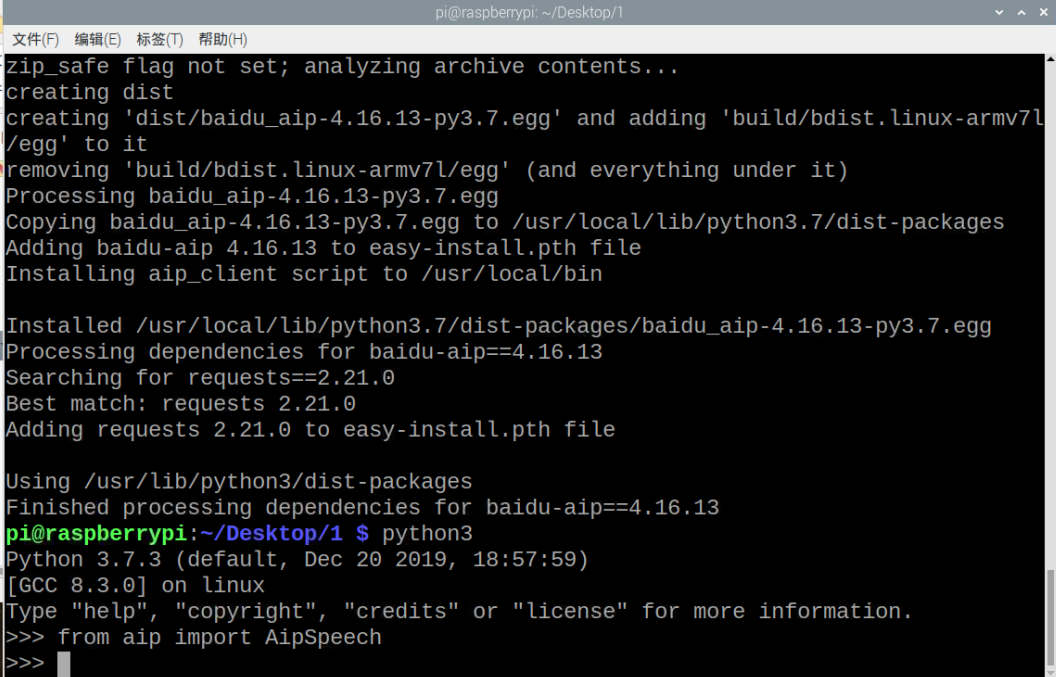 pi@raspberrypi: ~/Desktop/1
文件(F) 编辑(E) 标签(T) 帮助(H)
zip_safe flag not set; analyzing archive contents...
creating dist
creating 'dist/baidu_aip-4.16.13-py3.7.egg' and adding 'build/bdist.linux-armv7l
/egg' to it
removing 'build/bdist.linux-armv7l/egg' (and everything under it)
Processing baidu_aip-4.16.13-py3.7.egg
Copying baidu_aip-4.16.13-py3.7.egg to /usr/local/lib/python3.7/dist-packages
Adding baidu-aip 4.16.13 to easy-install.pth file
Installing aip_client script to /usr/local/bin
Installed /usr/local/lib/python3.7/dist-packages/baidu_aip-4.16.13-py3.7.egg
Processing dependencies for baidu-aip==4.16.13
Searching for requests==2.21.0
Best match: requests 2.21.0
Adding requests 2.21.0 to easy-install.pth file
Using /usr/lib/python3/dist-packages
Finished processing dependencies for baidu-aip==4.16.13
pi@raspberrypi:~/Desktop/1 $ python3
Python 3.7.3 (default, Dec 20 2019, 18:57:59)
[GCC 8.3.0] on linux
Type "help", "copyright", "credits" or "license" for more information.
>>> from aip import AipSpeech
>>>